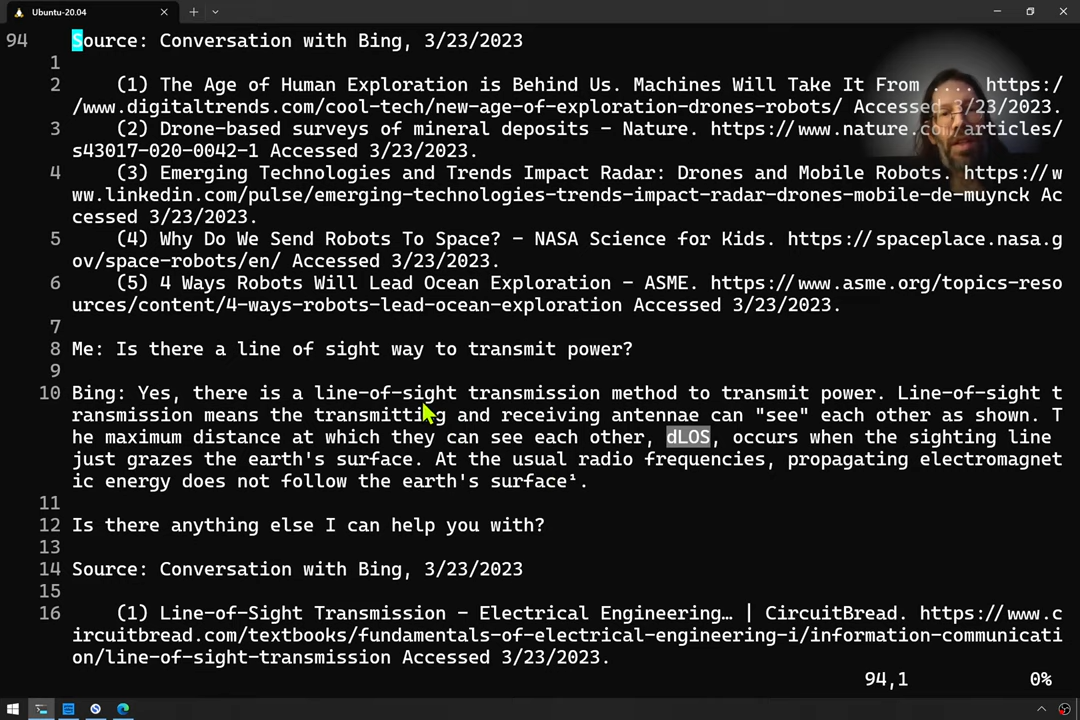 Ubuntu-20.04
94 Source: Conversation with Bing, 3/23/2023
1
2 (1) The Age of Human Exploration is Behind Us. Machines Will Take It From .... https:/
/www.digitaltrends.com/cool-tech/new-age-of-exploration-drones-robots/ Accessed 3/23/2023.
3 (2) Drone-based surveys of mineral deposits - Nature. https://www.nature.com/articles/
s43017-020-0042-1 Accessed 3/23/2023.
4 (3) Emerging Technologies and Trends Impact Radar: Drones and Mobile Robots. https://w
ww.linkedin.com/pulse/emerging-technologies-trends-impact-radar-drones-mobile-de-muynck Ac
cessed 3/23/2023.
5 (4) Why Do We Send Robots To Space? - NASA Science for Kids. https://spaceplace.nasa.g
ov/space-robots/en/ Accessed 3/23/2023.
6 (5) 4 Ways Robots Will Lead Ocean Exploration - ASME. https://www.asme.org/topics-reso
urces/content/4-ways-robots-lead-ocean-exploration Accessed 3/23/2023.
7
8 Me: Is there a line of sight way to transmit power?
9
10 Bing: Yes, there is a line-of-sight transmission method to transmit power. Line-of-sight t
ransmission means the transmitting and receiving antennae can "see" each other as shown. T
he maximum distance at which they can see each other, dLOS, occurs when the sighting line
just grazes the earth's surface. At the usual radio frequencies, propagating electromagnet
ic energy does not follow the earth's surface¹.
11
12 Is there anything else I can help you with?
13
14 Source: Conversation with Bing, 3/23/2023
15
16 (1) Line-of-Sight Transmission - Electrical Engineering… | CircuitBread. https://www.c
ircuitbread.com/textbooks/fundamentals-of-electrical-engineering-i/information-communicati
on/line-of-sight-transmission Accessed 3/23/2023.
94,1 0%